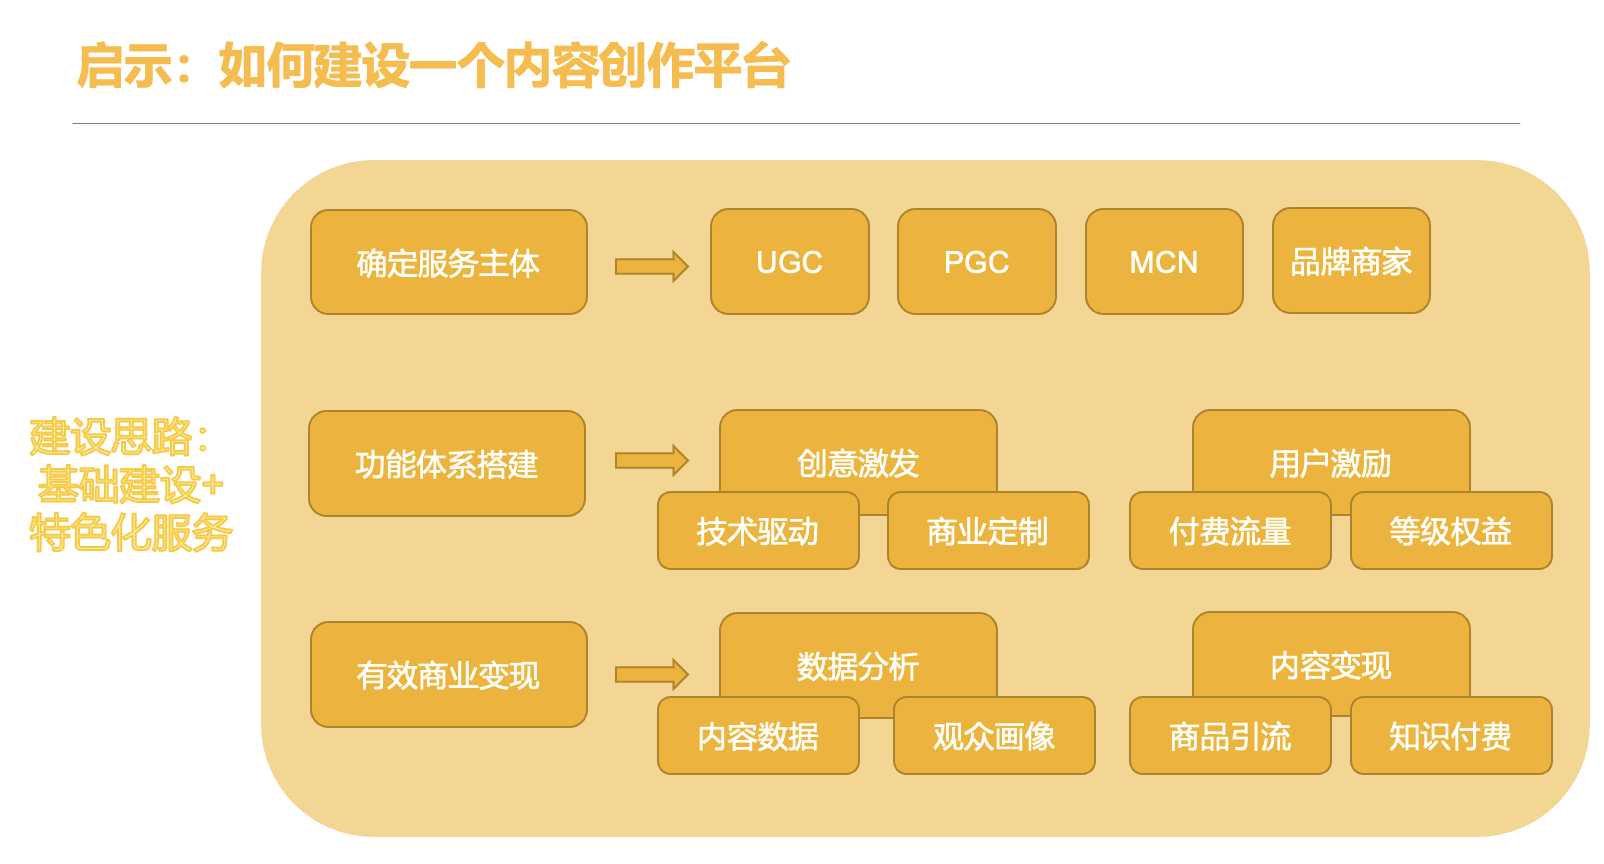 启示：如何建设一个内容创作平台
建设思路：
基础建设+
特色化服务
确定服务主体
UGC
PGC
MCN
品牌商家
功能体系搭建
创意激发
技术驱动
商业定制
用户激励
付费流量
等级权益
有效商业变现
数据分析
内容数据
观众画像
内容变现
商品引流
知识付费